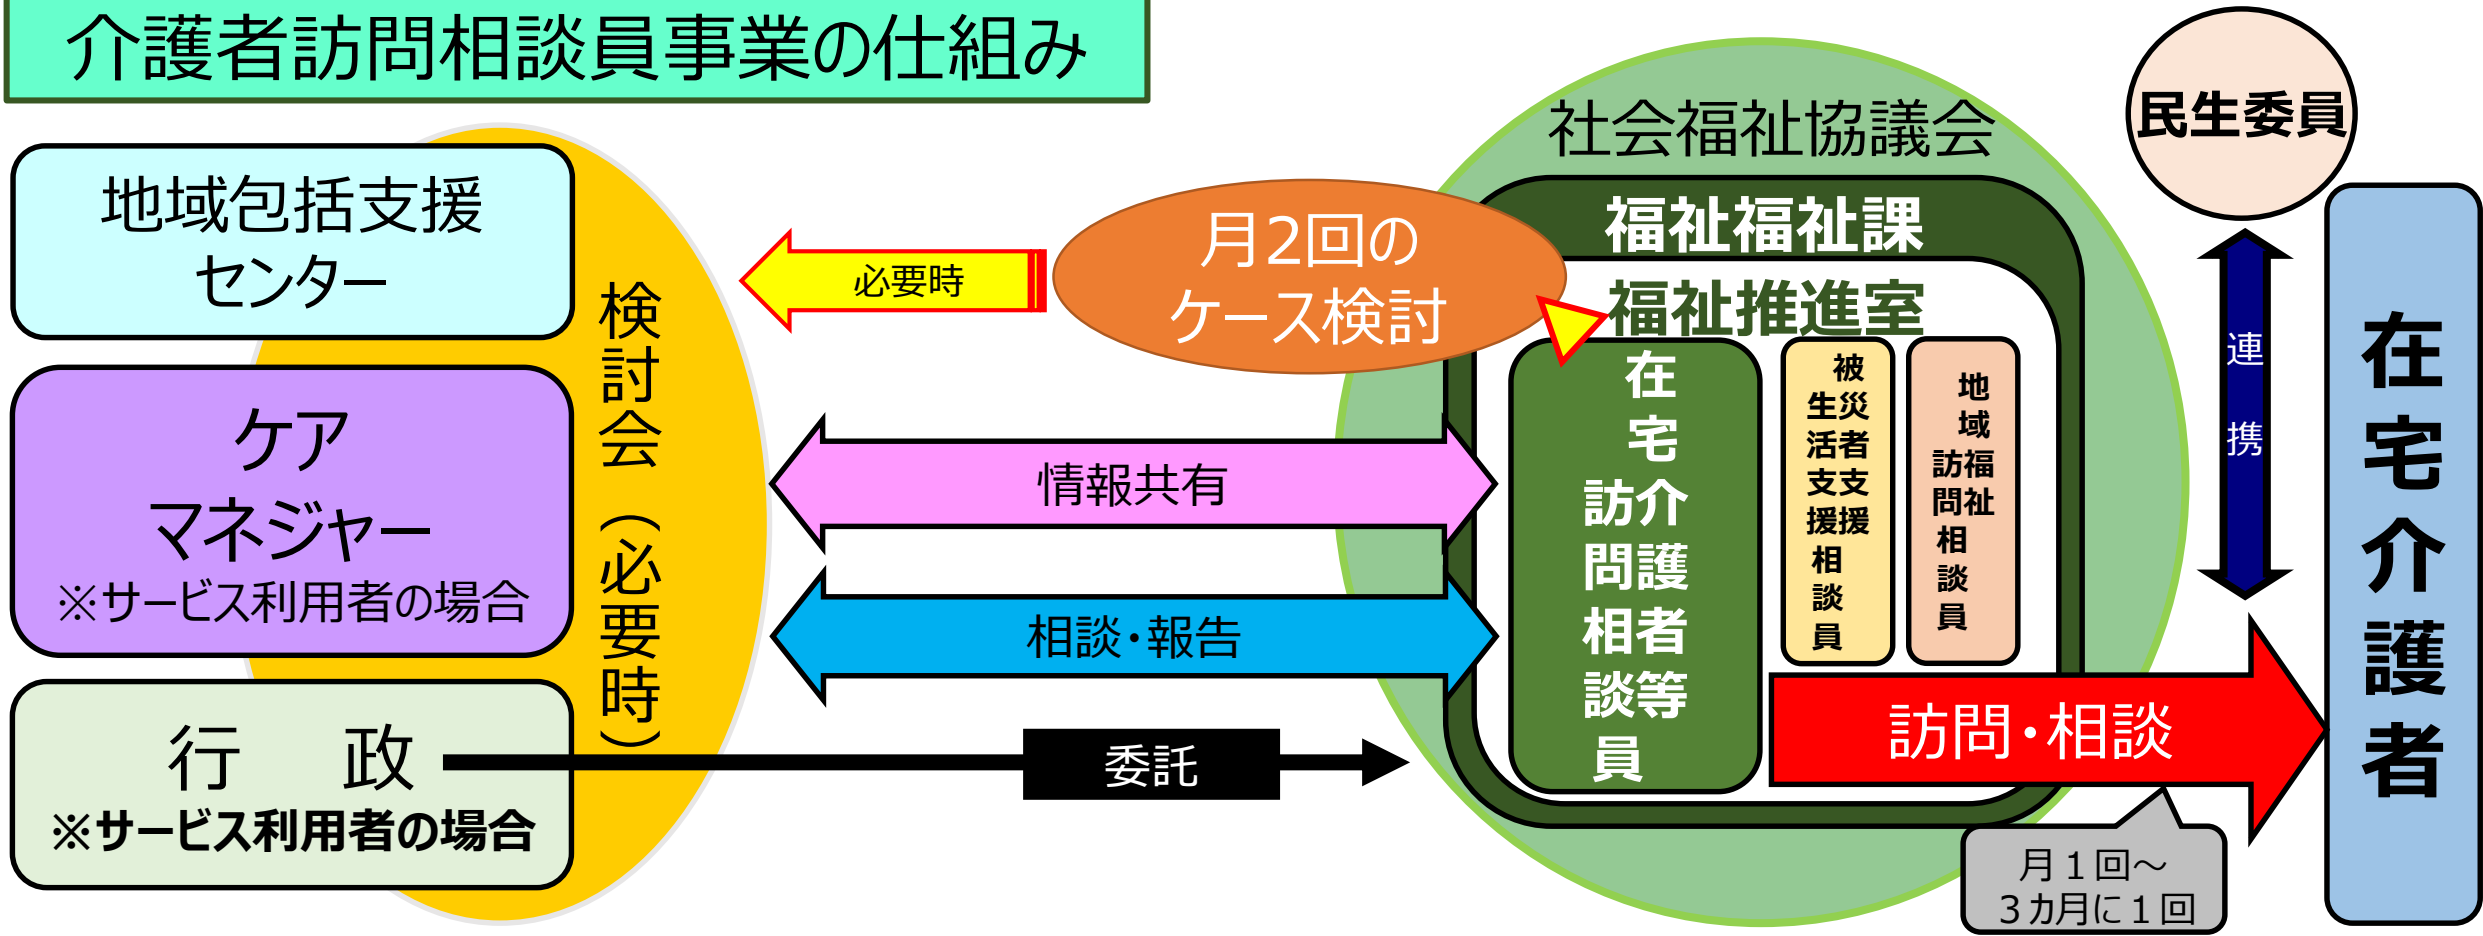 介護者訪問相談員事業の仕組み
地域包括支援
センター
ケア
マネジャー
※サービス利用者の場合
行　政
※サービス利用者の場合
検討会（必要時）
必要時
月2回の
ケース検討
情報共有
相談・報告
委託
社会福祉協議会
福祉福祉課
福祉推進室
在宅介護者等
訪問相談員
被災者支援
生活支援相談員
地域福祉
訪問相談員
訪問・相談
月１回～
３カ月に１回
民生委員
連携
在宅介護者